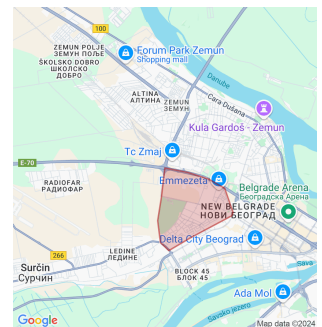 100
ZEMUN POLJE
ЗЕМУН ПОЉЕ
Forum Park Zemun
Shopping mall
ŠKOLSKO DOBRO
ШКОЛСКО
ДОБРО
Danube
ALTINA
АЛТИНА
ZEMUN
ЗЕМУН
Cara Dušana
Kula Gardoš - Zemun
Tc Zmaj
E-70
RADIOFAR
РАДИОФАР
Emmezeta
Belgrade Arena
Београдска Арена
NEW BELGRADE
НОВИ БЕОГРАД
Delta City Beograd
LEDINE
ЛЕДИНЕ
266
Surčin
Сурчин
BLOCK 45
БЛОК 45
Sava
Ada Mol
Savsko jezero
Google
Map data ©2024